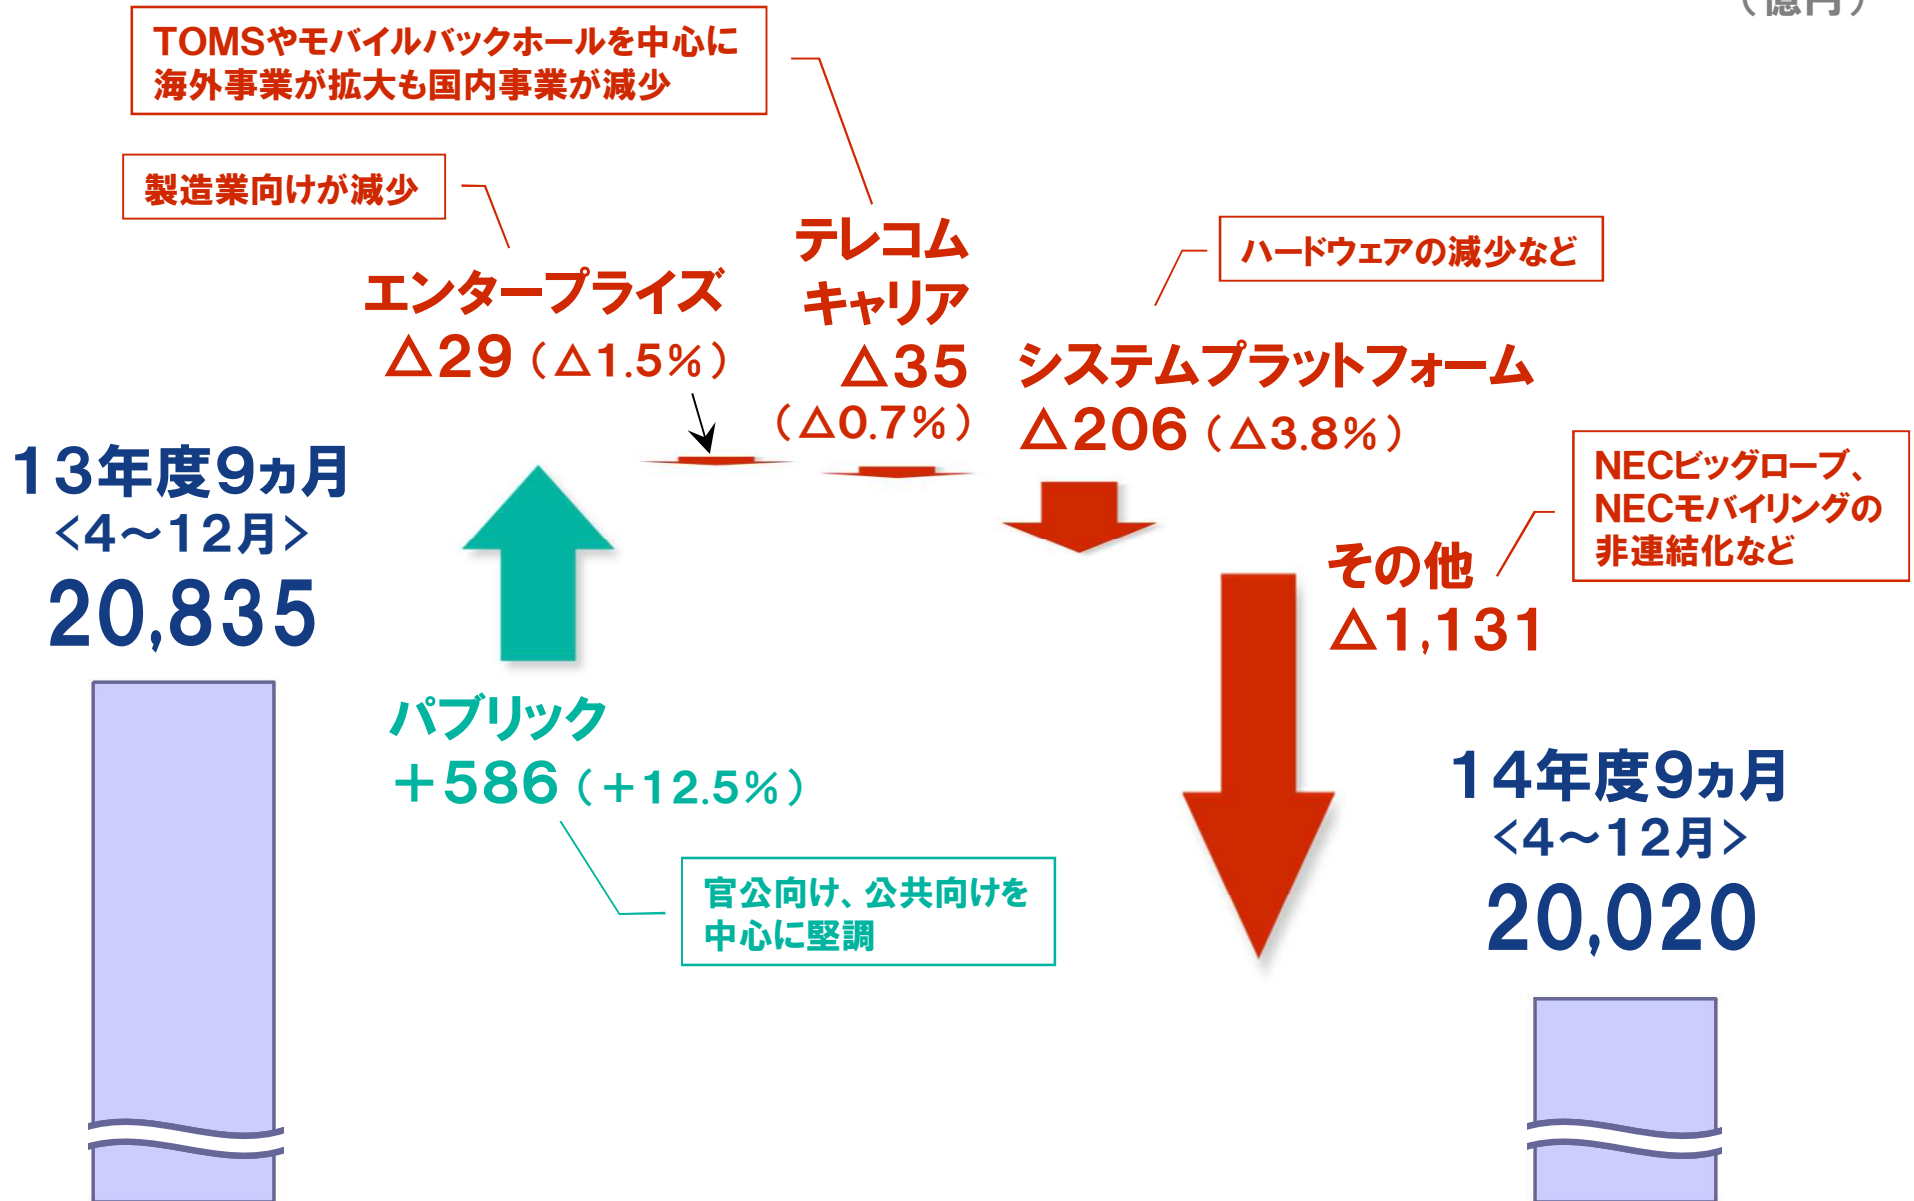 （億円）
TOMSやモバイルバックホールを中心に
海外事業が拡大も国内事業が減少
製造業向けが減少
テレコム
キャリア
△35
（△0.7％）
エンタープライズ
△29（△1.5％）
ハードウェアの減少など
システムプラットフォーム
△206（△3.8％）
13年度9ヵ月
<4～12月>
20,835
NECビッグローブ、
NECモバイリングの
非連結化など
その他
△1,131
パブリック
＋586（＋12.5％）
官公向け、公共向けを
中心に堅調
14年度9ヵ月
<4～12月>
20,020